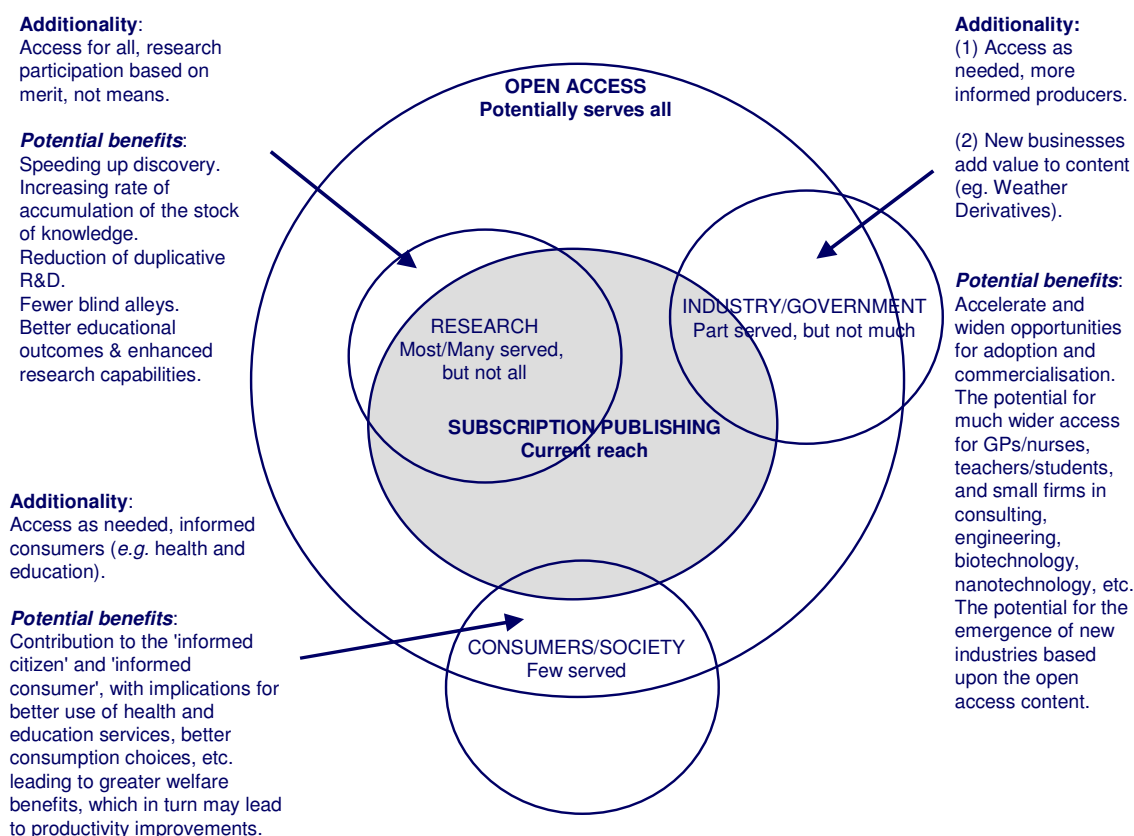 Additionality:
Access for all, research
participation based on
merit, not means.
Potential benefits:
Speeding up discovery.
Increasing rate of
accumulation of the stock
of knowledge.
Reduction of duplicative
R&D.
Fewer blind alleys.
Better educational
outcomes & enhanced
research capabilities.
Additionality:
Access as needed, informed
consumers (e.g. health and
education).
Potential benefits:
Contribution to the 'informed
citizen' and 'informed
consumer', with implications for
better use of health and
education services, better
consumption choices, etc.
leading to greater welfare
benefits, which in turn may lead
to productivity improvements.
OPEN ACCESS
Potentially serves all
RESEARCH
Most/Many served,
but not all
INDUSTRY/GOVERNMENT
Part served, but not much
SUBSCRIPTION PUBLISHING
Current reach
CONSUMERS/SOCIETY
Few served
Additionality:
(1) Access as
needed, more
informed producers.
(2) New businesses
add value to content
(eg. Weather
Derivatives).
Potential benefits:
Accelerate and
widen opportunities
for adoption and
commercialisation.
The potential for
much wider access
for GPs/nurses,
teachers/students,
and small firms in
consulting,
engineering,
biotechnology,
nanotechnology, etc.
The potential for the
emergence of new
industries based
upon the open
access content.